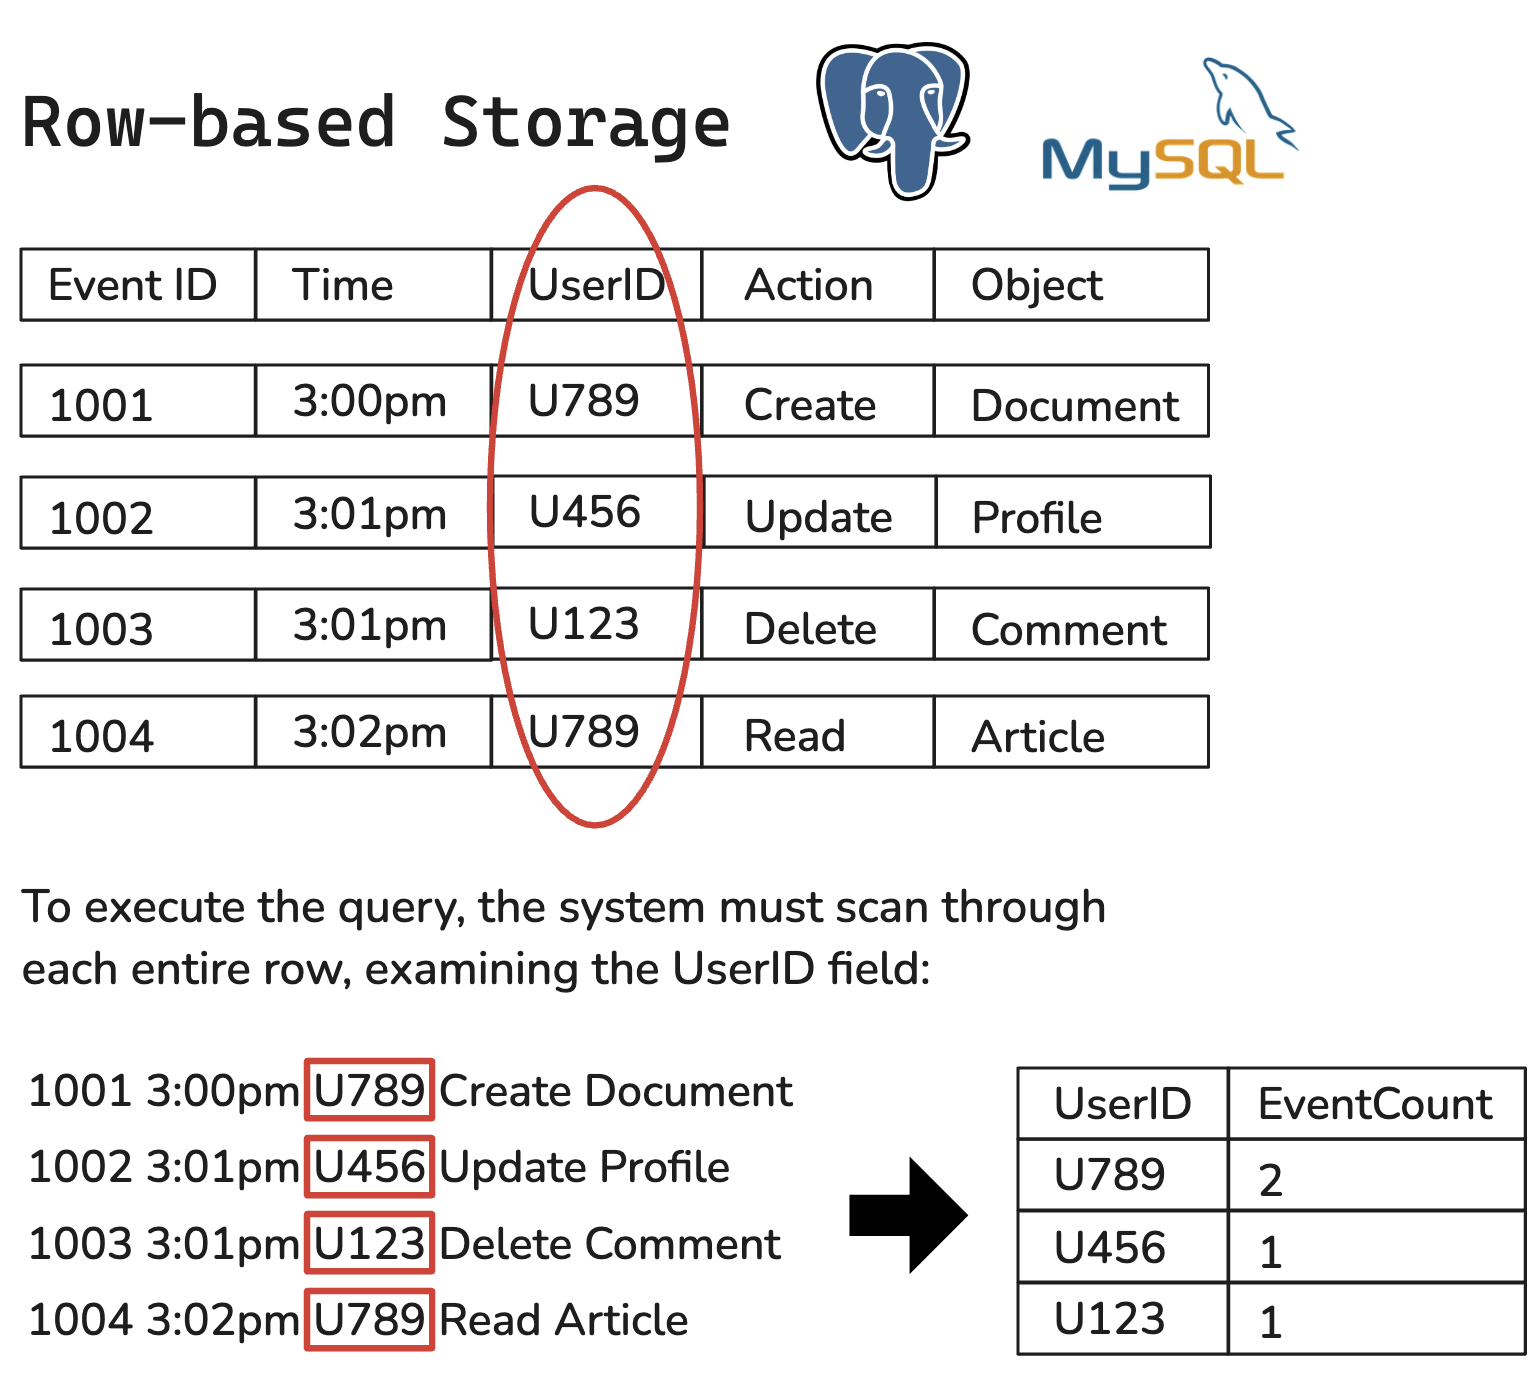 Row-based Storage
MySQL
Event ID Time UserID Action Object
1001 3:00pm U789 Create Document
1002 3:01pm U456 Update Profile
1003 3:01pm U123 Delete Comment
1004 3:02pm U789 Read Article
To execute the query, the system must scan through
each entire row, examining the UserID field:
1001 3:00pm U789 Create Document
1002 3:01pm U456 Update Profile
1003 3:01pm U123 Delete Comment
1004 3:02pm U789 Read Article
UserID EventCount
U789 2
U456 1
U123 1